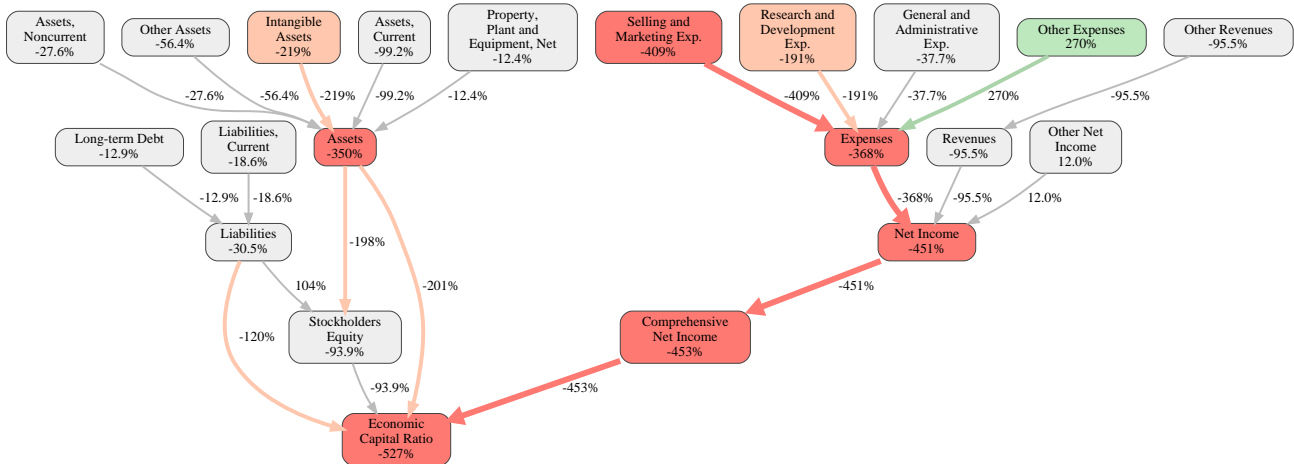 Assets,
Noncurrent
-27.6%
Other Assets
-56.4%
Intangible
Assets
-219%
Assets,
Current
-99.2%
Property,
Plant and
Equipment, Net
-12.4%
Selling and
Marketing Exp.
-409%
Research and
Development
Exp.
-191%
General and
Administrative
Exp.
-37.7%
Other Expenses
270%
Other Revenues
-95.5%
-27.6%
-56.4%
-219%
-99.2%
-12.4%
-409%
-191%
-37.7%
270%
-95.5%
Long-term Debt
-12.9%
Liabilities,
Current
-18.6%
Assets
-350%
Expenses
-368%
Revenues
-95.5%
Other Net
Income
12.0%
-12.9%
-18.6%
-368%
-95.5%
12.0%
Liabilities
-30.5%
-198%
Net Income
-451%
104%
-201%
-451%
-120%
Stockholders
Equity
-93.9%
Comprehensive
Net Income
-453%
-93.9%
-453%
Economic
Capital Ratio
-527%